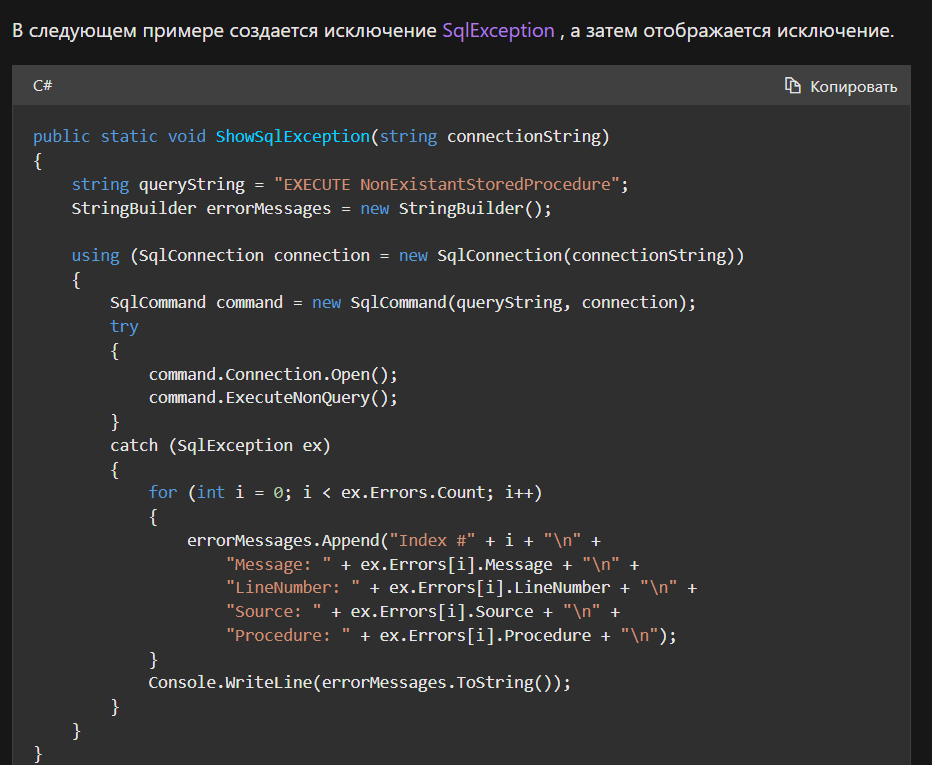 В следующем примере создается исключение SqlException , а затем отображается исключение.
C#
Копировать
public static void ShowSqlException(string connectionString)
{
    string queryString = "EXECUTE NonExistantStoredProcedure";
    StringBuilder errorMessages = new StringBuilder();

    using (SqlConnection connection = new SqlConnection(connectionString))
    {
        SqlCommand command = new SqlCommand(queryString, connection);
        try
        {
            command.Connection.Open();
            command.ExecuteNonQuery();
        }
        catch (SqlException ex)
        {
            for (int i = 0; i < ex.Errors.Count; i++)
            {
                errorMessages.Append("Index #" + i + "\n" +
                    "Message: " + ex.Errors[i].Message + "\n" +
                    "LineNumber: " + ex.Errors[i].LineNumber + "\n" +
                    "Source: " + ex.Errors[i].Source + "\n" +
                    "Procedure: " + ex.Errors[i].Procedure + "\n");
            }
            Console.WriteLine(errorMessages.ToString());
        }
    }
}